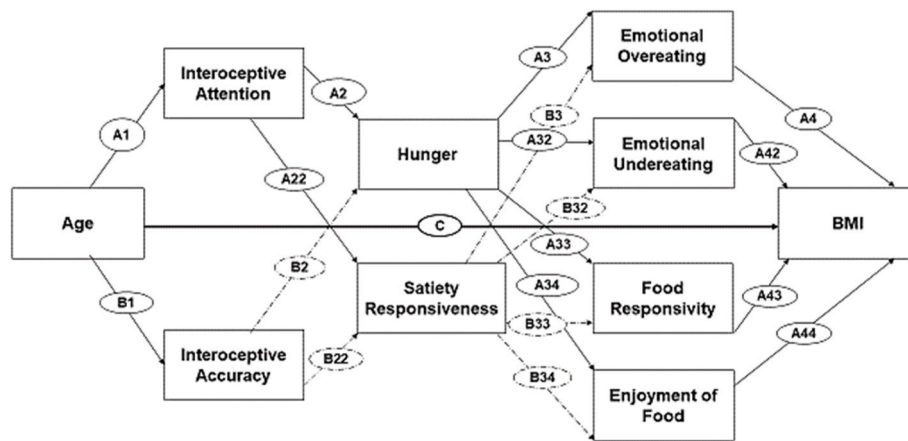 Emotional
Overeating
A3
Interoceptive
Attention
A2
B3
A4
A1
Hunger
A32
Emotional
Undereating
A42
A22
B32
Age
C
BMI
A33
B2
Satiety
Responsiveness
A34
Food
Responsivity
A43
B1
B33
A44
Interoceptive
Accuracy
B22
B34
Enjoyment of
Food